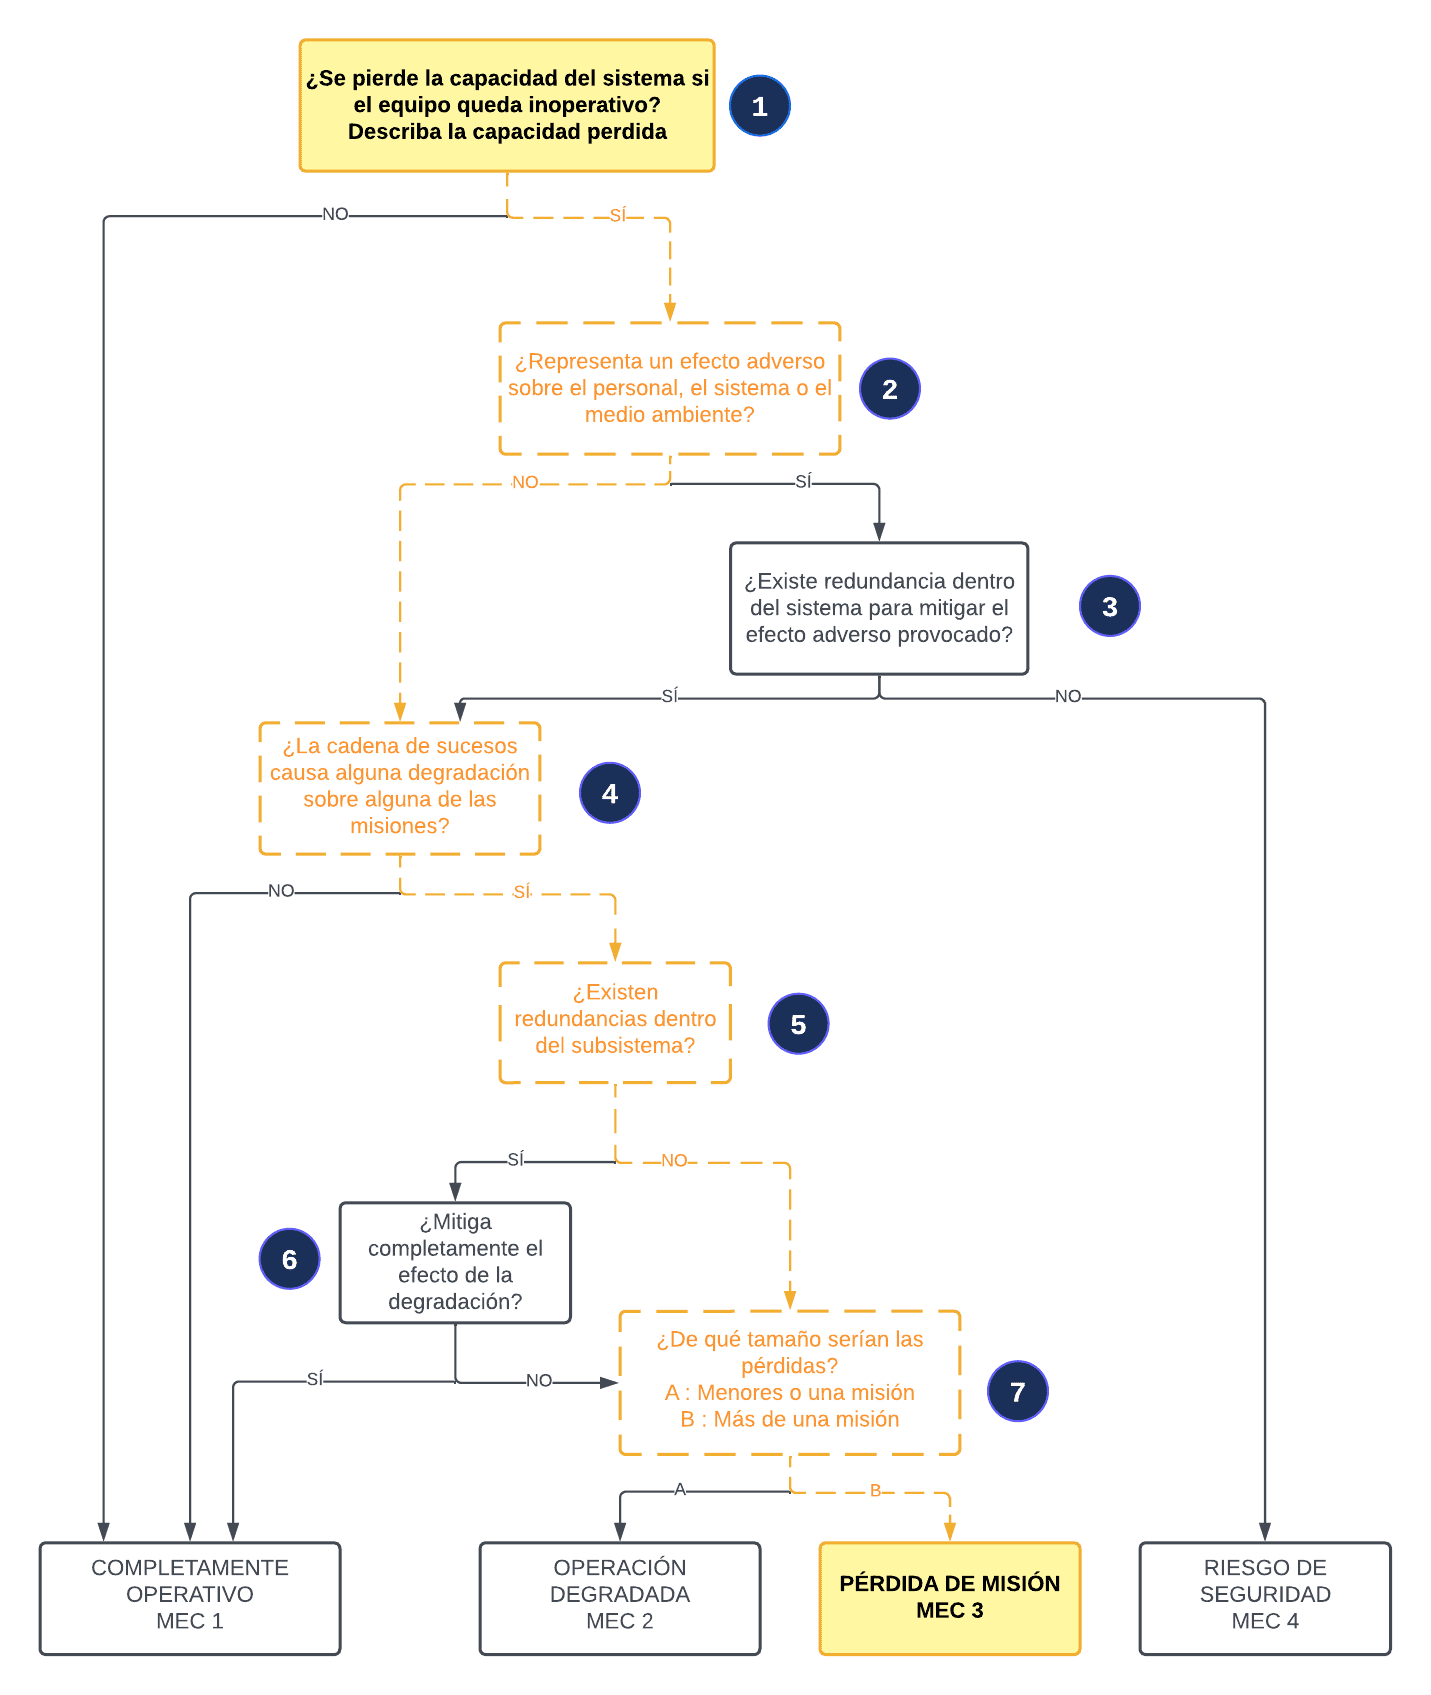 ¿Se pierde la capacidad del sistema si
el equipo queda inoperativo?
Describa la capacidad perdida
1
NO
SÍ
¿Representa un efecto adverso
sobre el personal, el sistema o el
medio ambiente?
2
NO
SÍ
¿Existe redundancia dentro
del sistema para mitigar el
efecto adverso provocado?
3
SÍ
NO
¿La cadena de sucesos
causa alguna degradación
sobre alguna de las
misiones?
4
NO
SÍ
¿Existen
redundancias dentro
del subsistema?
5
SÍ
NO
¿Mitiga
completamente el
efecto de la
degradación?
6
SÍ
NO
¿De qué tamaño serían las
pérdidas?
A : Menores o una misión
B : Más de una misión
7
A
B
COMPLETAMENTE
OPERATIVO
MEC 1
OPERACIÓN
DEGRADADA
MEC 2
PÉRDIDA DE MISIÓN
MEC 3
RIESGO DE
SEGURIDAD
MEC 4